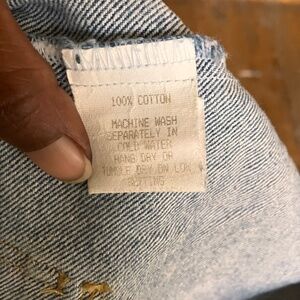 100% COTTON
MACHINE WASH
SEPARATELY IN
COLD WATER
HANG DRY OR
TUMBLE DRY ON LOW
SETTING